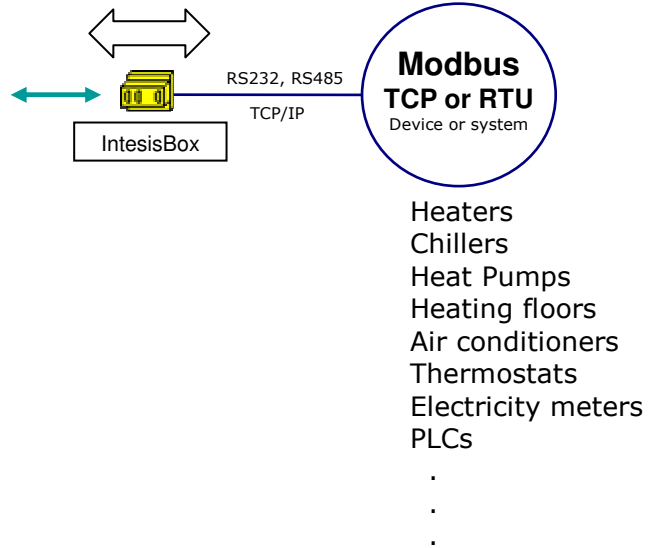 RS232, RS485
TCP/IP
IntesisBox
Modbus
TCP or RTU
Device or system
Heaters
Chillers
Heat Pumps
Heating floors
Air conditioners
Thermostats
Electricity meters
PLCs
.
.
.